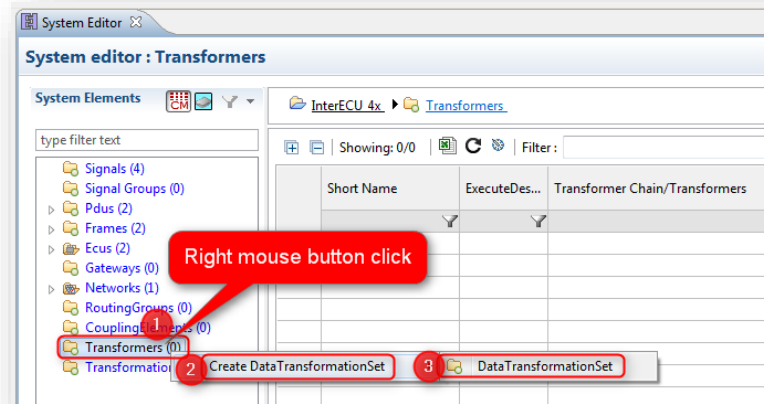 System Editor
System editor : Transformers
System Elements
CM
InterECU 4x
Transformers
type filter text
Showing: 0/0
Filter :
Signals (4)
Signal Groups (0)
Pdus (2)
Frames (2)
Ecus (2)
Gateways (0)
Networks (1)
RoutingGroups (0)
CouplingElements (0)
Transformers (0)
Transformation
Short Name
ExecuteDes...
Transformer Chain/Transformers
Right mouse button click
1
2
Create DataTransformationSet
3
DataTransformationSet